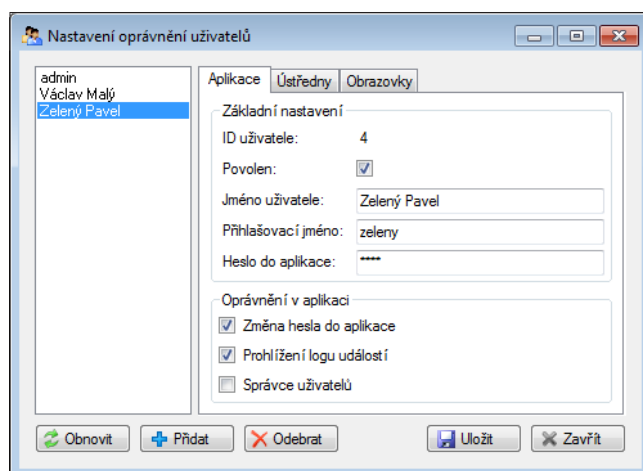 Nastavení oprávnění uživatelů
admin
Václav Malý
Zelený Pavel
Aplikace Ústředny Obrazovky
Základní nastavení
ID uživatele: 4
Povolen:
Jméno uživatele: Zelený Pavel
Přihlašovací jméno: zeleny
Heslo do aplikace: ****
Oprávnění v aplikaci
Změna hesla do aplikace
Prohlížení logu událostí
Správce uživatelů
Obnovit Přidat Odebrat Uložit Zavřít